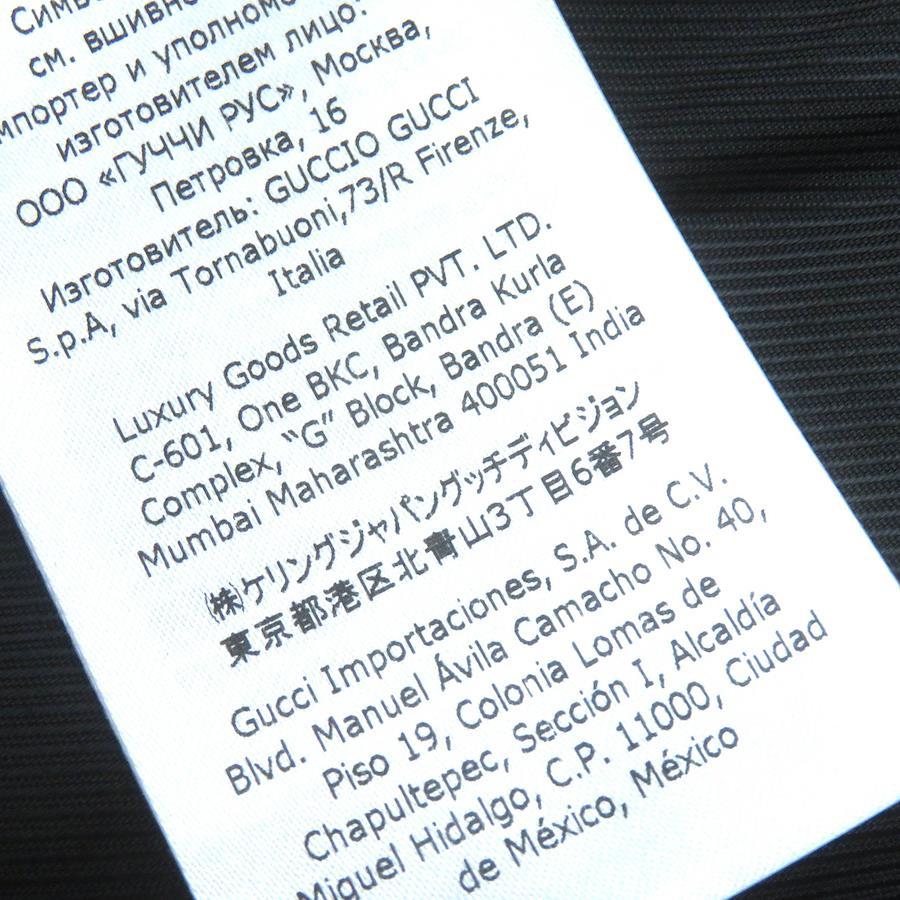 Симво
см. вшивно
мпортер и уполномо
изготовителем лицо:
ООО «ГУЧЧИ РУС», Москва,
Петровка, 16
Изготовитель: GUCCIO GUCCI
S.p.A, via Tornabuoni,73/R Firenze,
Italia
Luxury Goods Retail PVT. LTD.
C-601, One BKC, Bandra Kurla
Complex, “G” Block, Bandra (E)
Mumbai Maharashtra 400051 India
㈱ケリングジャパングッチディビジョン
東京都港区北青山3丁目6番7号
Gucci Importaciones, S.A. de C.V.
Blvd. Manuel Ávila Camacho No. 40,
Piso 19, Colonia Lomas de
Chapultepec, Sección I, Alcaldía
Miguel Hidalgo, C.P. 11000, Ciudad
de México, México